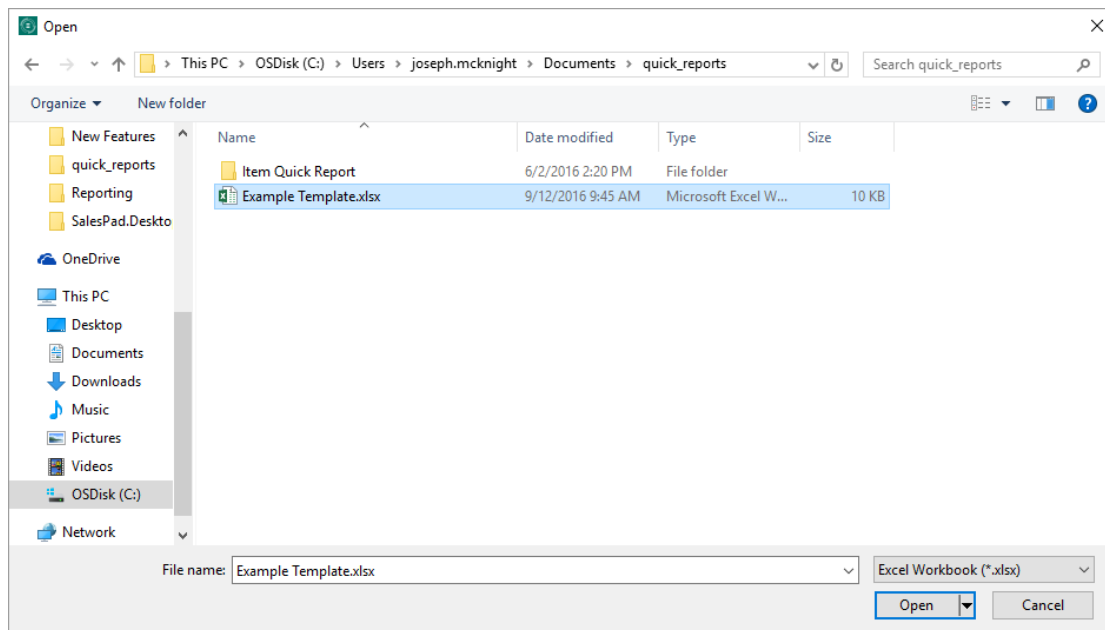 Open
This PC > OSDisk (C:) > Users > joseph.mcknight > Documents > quick_reports
Search quick_reports
Organize
New folder
New Features
quick_reports
Reporting
SalesPad.Deskto
OneDrive
This PC
Desktop
Documents
Downloads
Music
Pictures
Videos
OSDisk (C:)
Network
Name Date modified Type Size
Item Quick Report 6/2/2016 2:20 PM File folder
Example Template.xlsx 9/12/2016 9:45 AM Microsoft Excel W... 10 KB
File name: Example Template.xlsx
Excel Workbook (*.xlsx)
Open Cancel